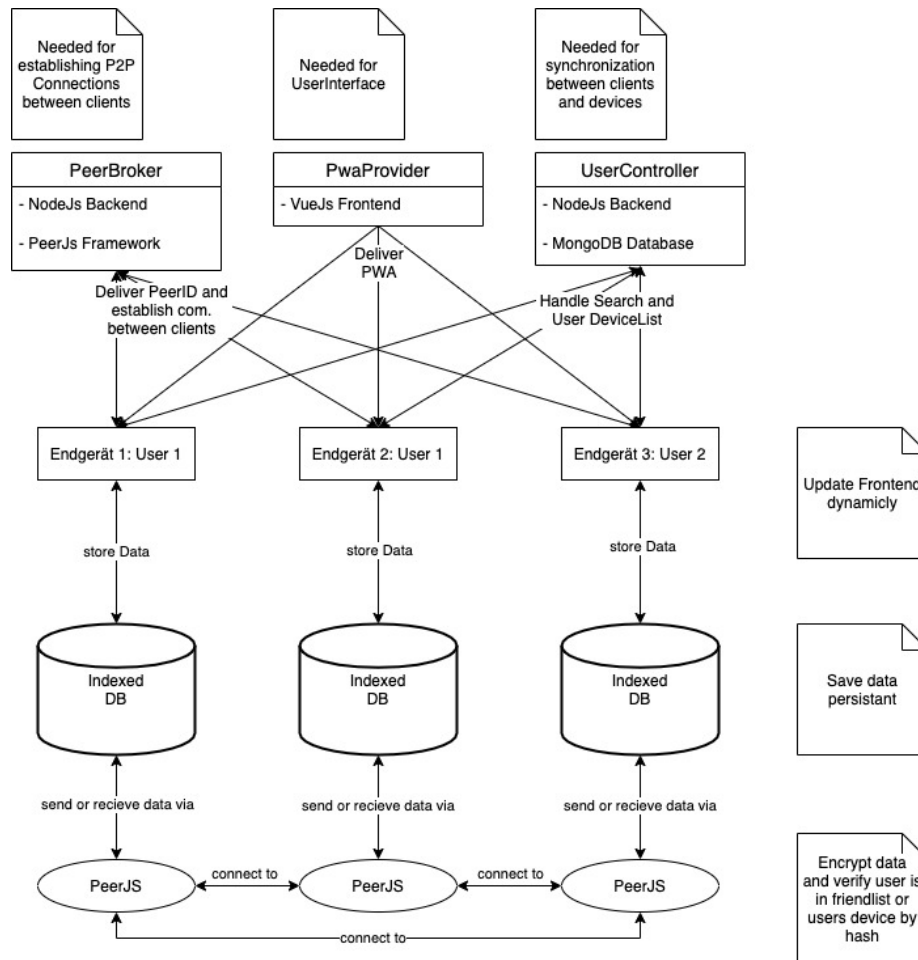 Needed for
establishing P2P
Connections
between clients
Needed for
UserInterface
Needed for
synchronization
between clients
and devices
PeerBroker
- NodeJs Backend
- PeerJs Framework
PwaProvider
- VueJs Frontend
UserController
- NodeJs Backend
- MongoDB Database
Deliver
PWA
Deliver PeerID and
establish com.
between clients
Handle Search and
User DeviceList
Endgerät 1: User 1
Endgerät 2: User 1
Endgerät 3: User 2
Update Frontend
dynamicly
store Data
store Data
store Data
Indexed
DB
Indexed
DB
Indexed
DB
Save data
persistant
send or recieve data via
send or recieve data via
send or recieve data via
PeerJS
connect to
PeerJS
connect to
PeerJS
connect to
Encrypt data
and verify user is
in friendlist or
users device by
hash